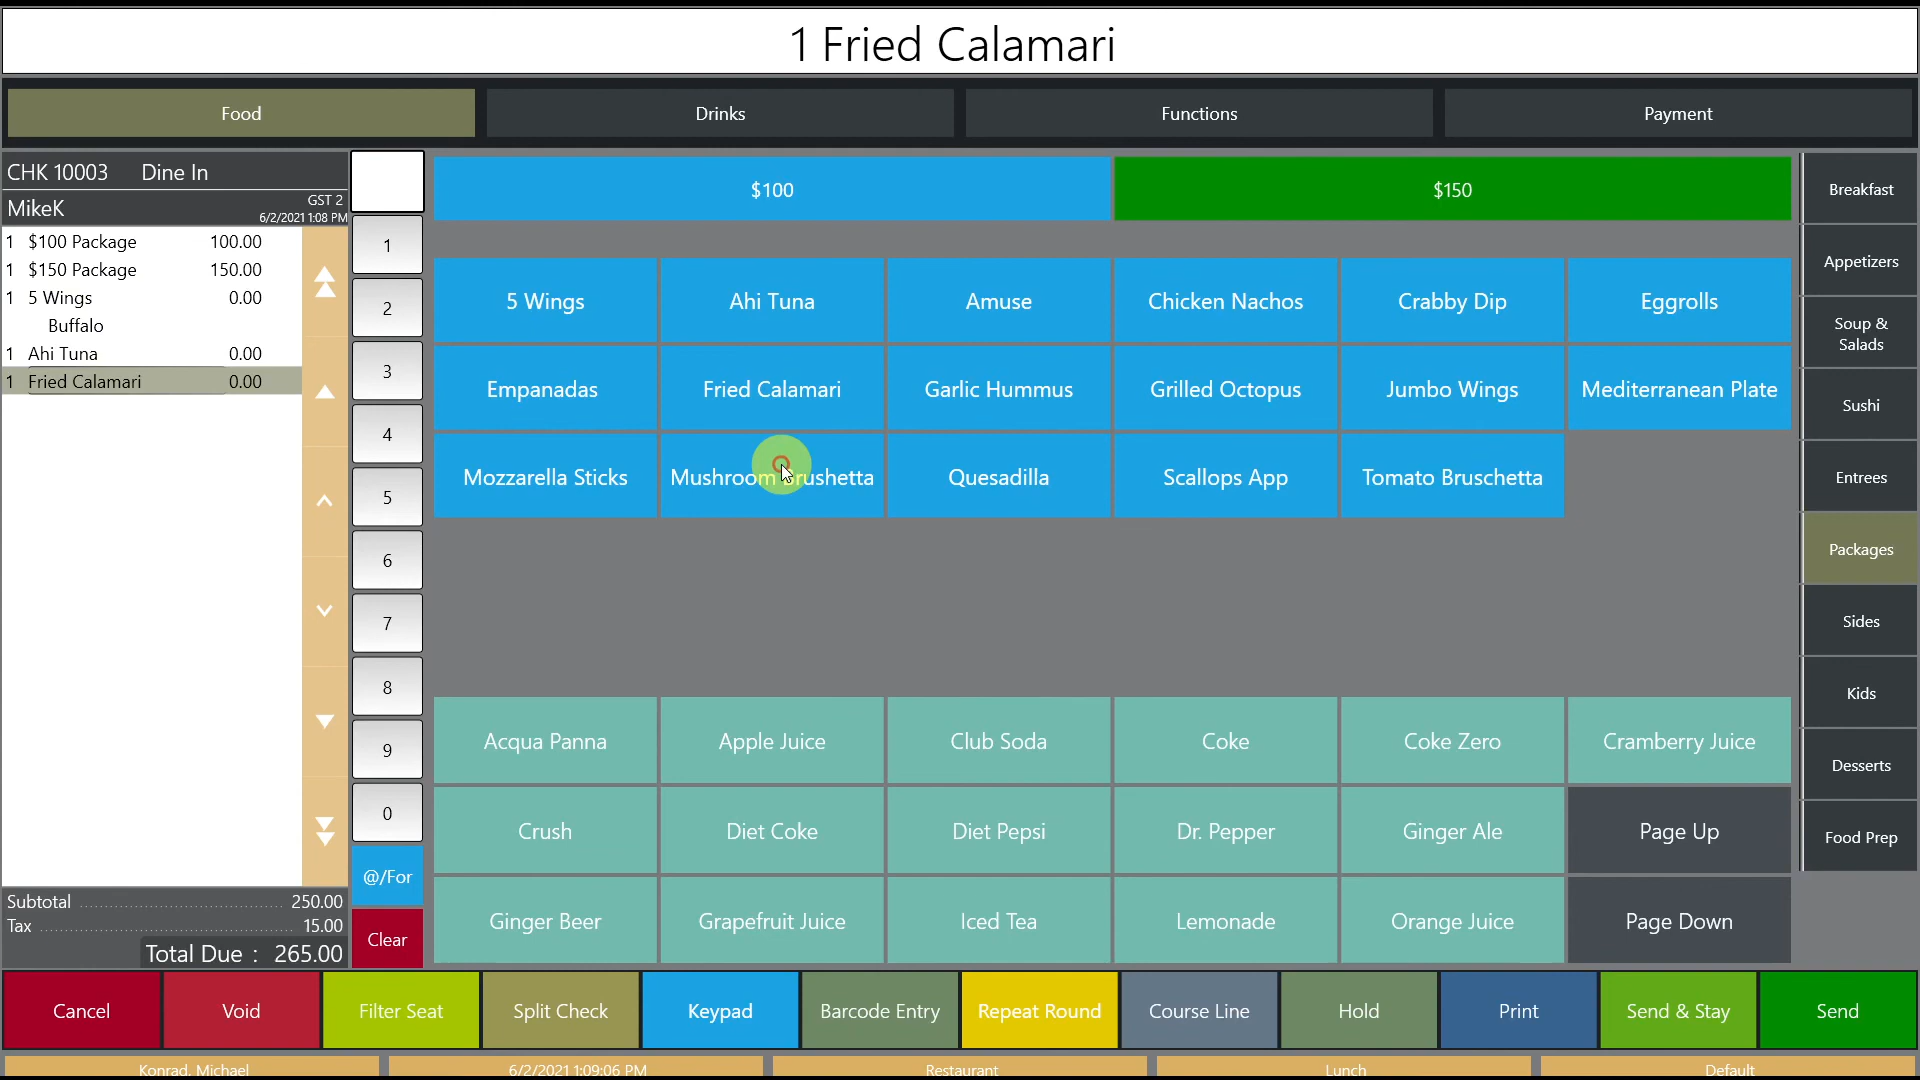 1 Fried Calamari
Food Drinks Functions Payment
CHK 10003 Dine In
MikeK GST 2
6/2/2021 1:08 PM
1 $100 Package 100.00
1 $150 Package 150.00
1 5 Wings 0.00
Buffalo
1 Ahi Tuna 0.00
1 Fried Calamari 0.00
Subtotal 250.00
Tax 15.00
Total Due : 265.00
1
2
3
4
5
6
7
8
9
0
@/For
Clear
$100 $150
5 Wings Ahi Tuna Amuse Chicken Nachos Crabby Dip Eggrolls
Empanadas Fried Calamari Garlic Hummus Grilled Octopus Jumbo Wings Mediterranean Plate
Mozzarella Sticks Mushroom Brushetta Quesadilla Scallops App Tomato Bruschetta
Acqua Panna Apple Juice Club Soda Coke Coke Zero Cramberry Juice
Crush Diet Coke Diet Pepsi Dr. Pepper Ginger Ale Page Up
Ginger Beer Grapefruit Juice Iced Tea Lemonade Orange Juice Page Down
Breakfast
Appetizers
Soup &
Salads
Sushi
Entrees
Packages
Sides
Kids
Desserts
Food Prep
Cancel Void Filter Seat Split Check Keypad Barcode Entry Repeat Round Course Line Hold Print Send & Stay Send
Konrad, Michael 6/2/2021 1:09:06 PM Restaurant Lunch Default